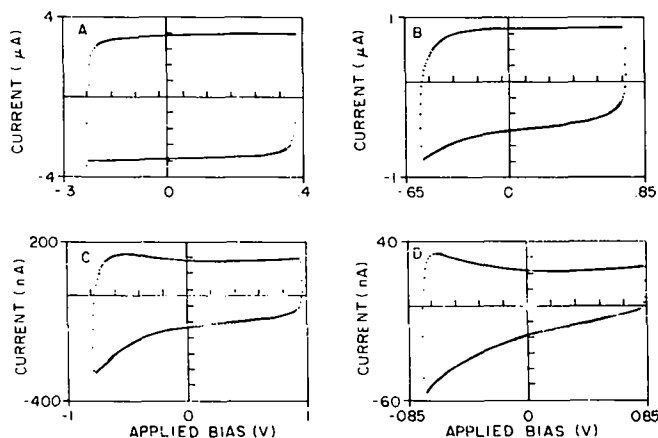 4
A
CURRENT (μA)
-4
-3
0
.4
1
B
CURRENT (μA)
-1
-.65
0
.85
200
C
CURRENT (nA)
-400
-1
0
1
APPLIED BIAS (V)
40
D
CURRENT (nA)
-60
-085
0
085
APPLIED BIAS (V)